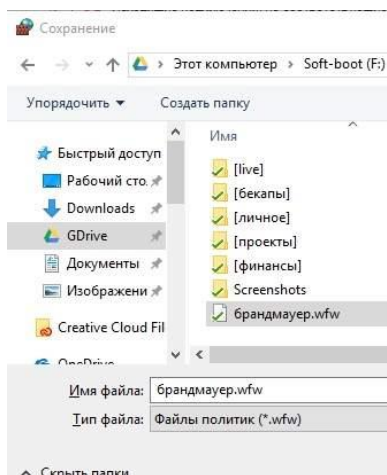 Сохранение
Этот компьютер › Soft-boot (F:)
Упорядочить Создать папку
Имя
Быстрый доступ
Рабочий сто.
Downloads
GDrive
Документы
Изображени
Creative Cloud Fil
OneDrive
[live]
[бекапы]
[личное]
[проекты]
[финансы]
Screenshots
брандмауер.wfw
Имя файла: брандмауер.wfw
Тип файла: Файлы политик (*.wfw)
Скрыть папки